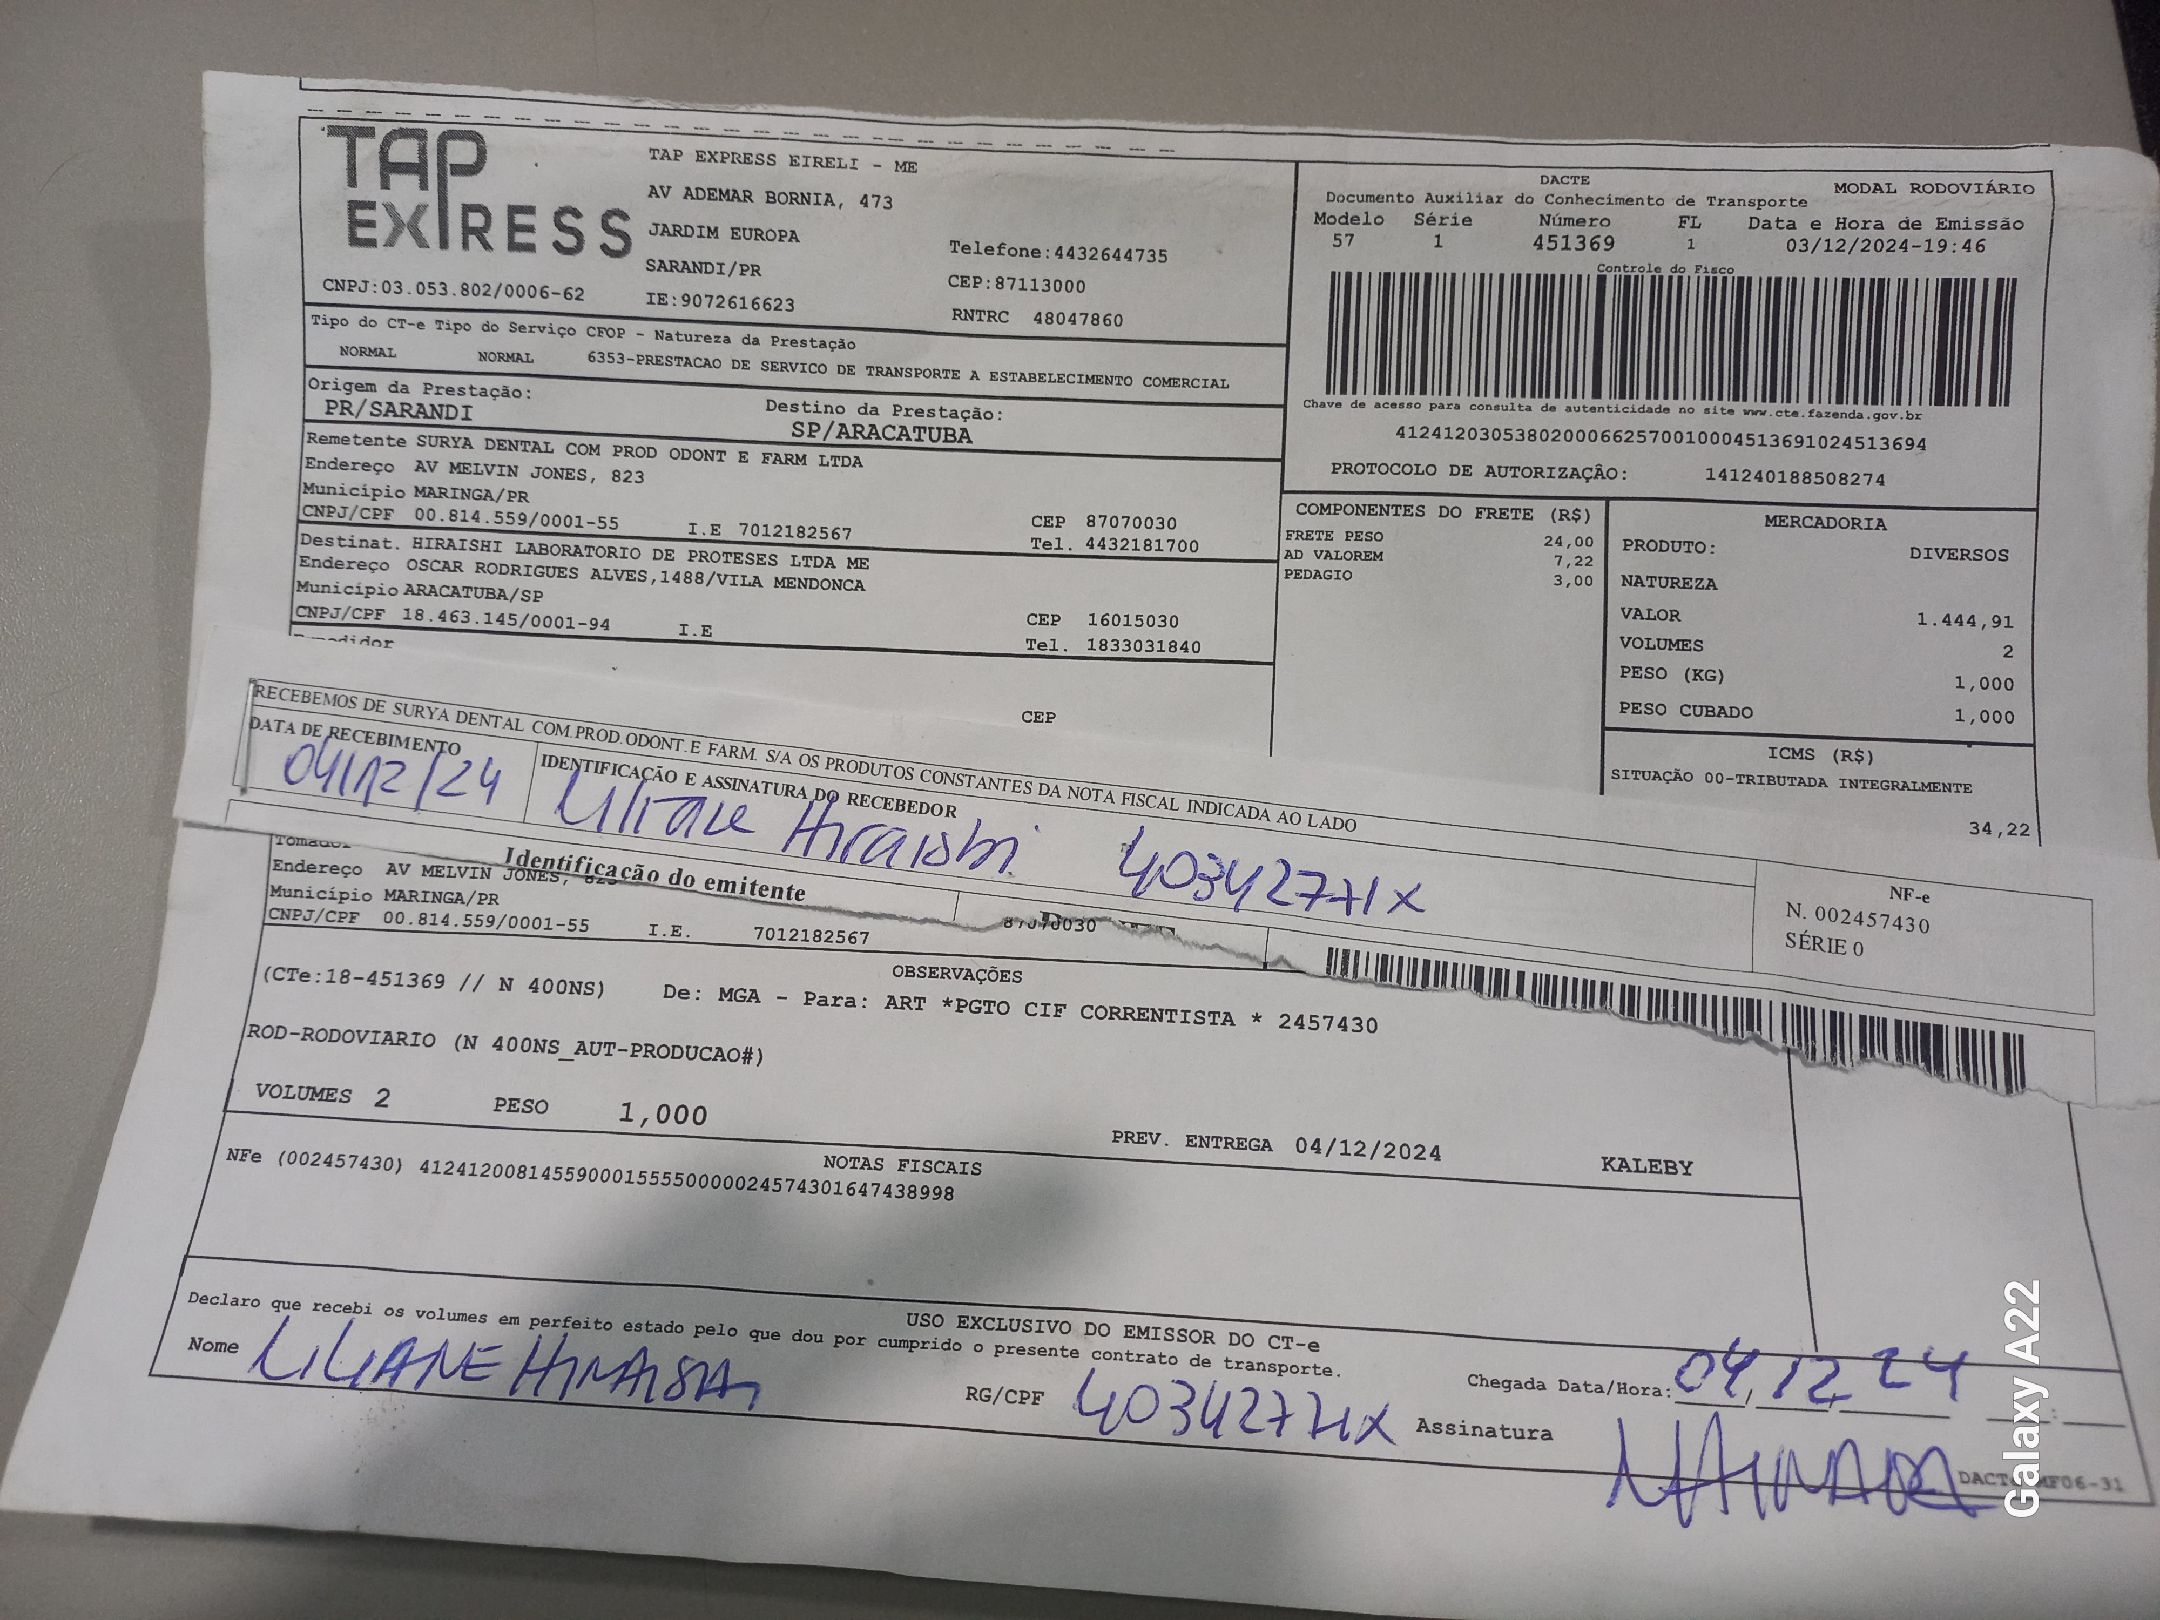 TAP
EXPRESS
TAP EXPRESS EIRELI - ME
AV ADEMAR BORNIA, 473
JARDIM EUROPA
Telefone:4432644735
SARANDI/PR
CEP:87113000
CNPJ:03.053.802/0006-62
IE:9072616623
RNTRC 48047860
DACTE
MODAL RODOVIÁRIO
Documento Auxiliar do Conhecimento de Transporte
Modelo Série Número FL Data e Hora de Emissão
57 1 451369 1 03/12/2024-19:46
Controle do Fisco
Chave de acesso para consulta de autenticidade no site www.cte.fazenda.gov.br
41241203053802000662570010004513691024513694
PROTOCOLO DE AUTORIZAÇÃO: 141240188508274
Tipo do CT-e Tipo do Serviço CFOP - Natureza da Prestação
NORMAL NORMAL 6353-PRESTACAO DE SERVICO DE TRANSPORTE A ESTABELECIMENTO COMERCIAL
Origem da Prestação:
PR/SARANDI
Destino da Prestação:
SP/ARACATUBA
Remetente SURYA DENTAL COM PROD ODONT E FARM LTDA
Endereço AV MELVIN JONES, 823
Município MARINGA/PR
CEP 87070030
CNPJ/CPF 00.814.559/0001-55 I.E 7012182567
Tel. 4432181700
Destinat. HIRAISHI LABORATORIO DE PROTESES LTDA ME
Endereço OSCAR RODRIGUES ALVES,1488/VILA MENDONCA
Município ARACATUBA/SP
CEP 16015030
CNPJ/CPF 18.463.145/0001-94 I.E
Tel. 1833031840
CEP
COMPONENTES DO FRETE (R$)
FRETE PESO 24,00
AD VALOREM 7,22
PEDAGIO 3,00
MERCADORIA
PRODUTO: DIVERSOS
NATUREZA
VALOR 1.444,91
VOLUMES 2
PESO (KG) 1,000
PESO CUBADO 1,000
ICMS (R$)
SITUAÇÃO 00-TRIBUTADA INTEGRALMENTE
34,22
RECEBEMOS DE SURYA DENTAL COM.PROD.ODONT.E FARM. S/A OS PRODUTOS CONSTANTES DA NOTA FISCAL INDICADA AO LADO
DATA DE RECEBIMENTO
04/12/24
IDENTIFICAÇÃO E ASSINATURA DO RECEBEDOR
Liliane Hiraishi 40342771X
NF-e
N. 002457430
SÉRIE 0
Identificação do emitente
Tomador
Endereço AV MELVIN JONES, 823
Município MARINGA/PR
87070030
CNPJ/CPF 00.814.559/0001-55 I.E. 7012182567
OBSERVAÇÕES
(CTe:18-451369 // N 400NS) De: MGA - Para: ART *PGTO CIF CORRENTISTA * 2457430
ROD-RODOVIARIO (N 400NS_AUT-PRODUCAO#)
VOLUMES 2 PESO 1,000
PREV. ENTREGA 04/12/2024 KALEBY
NOTAS FISCAIS
NFe (002457430) 41241200814559000155550000024574301647438998
USO EXCLUSIVO DO EMISSOR DO CT-e
Declaro que recebi os volumes em perfeito estado pelo que dou por cumprido o presente contrato de transporte.
Nome LILIANE HIRAISHI
RG/CPF 40342771X
Chegada Data/Hora: 04, 12 24
Assinatura
Galaxy A22